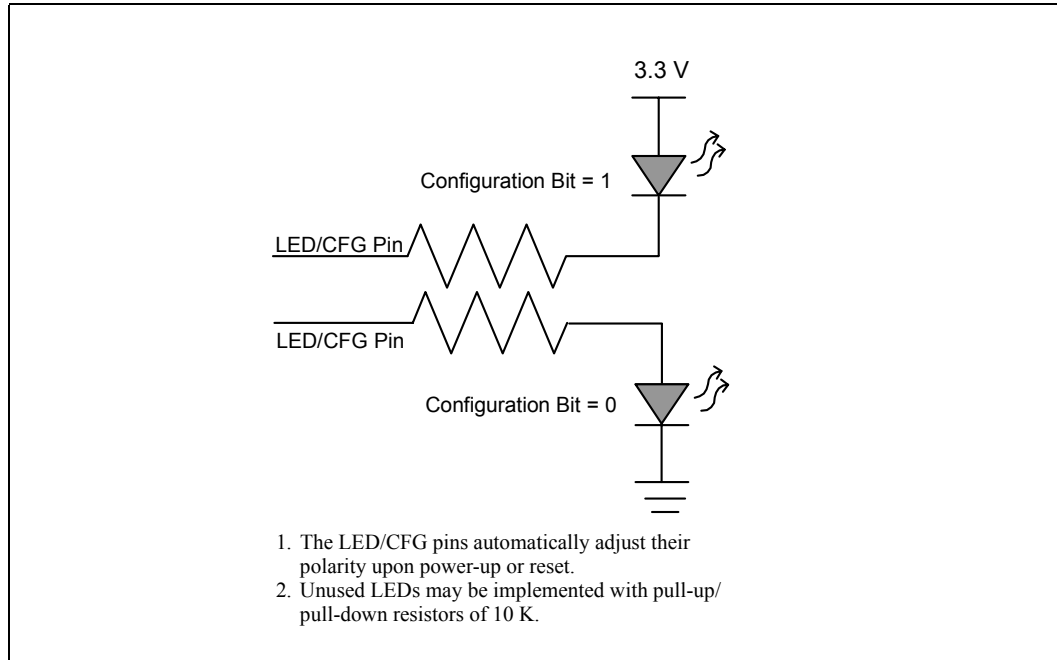 3.3 V
Configuration Bit = 1
LED/CFG Pin
LED/CFG Pin
Configuration Bit = 0
1. The LED/CFG pins automatically adjust their
polarity upon power-up or reset.
2. Unused LEDs may be implemented with pull-up/
pull-down resistors of 10 K.